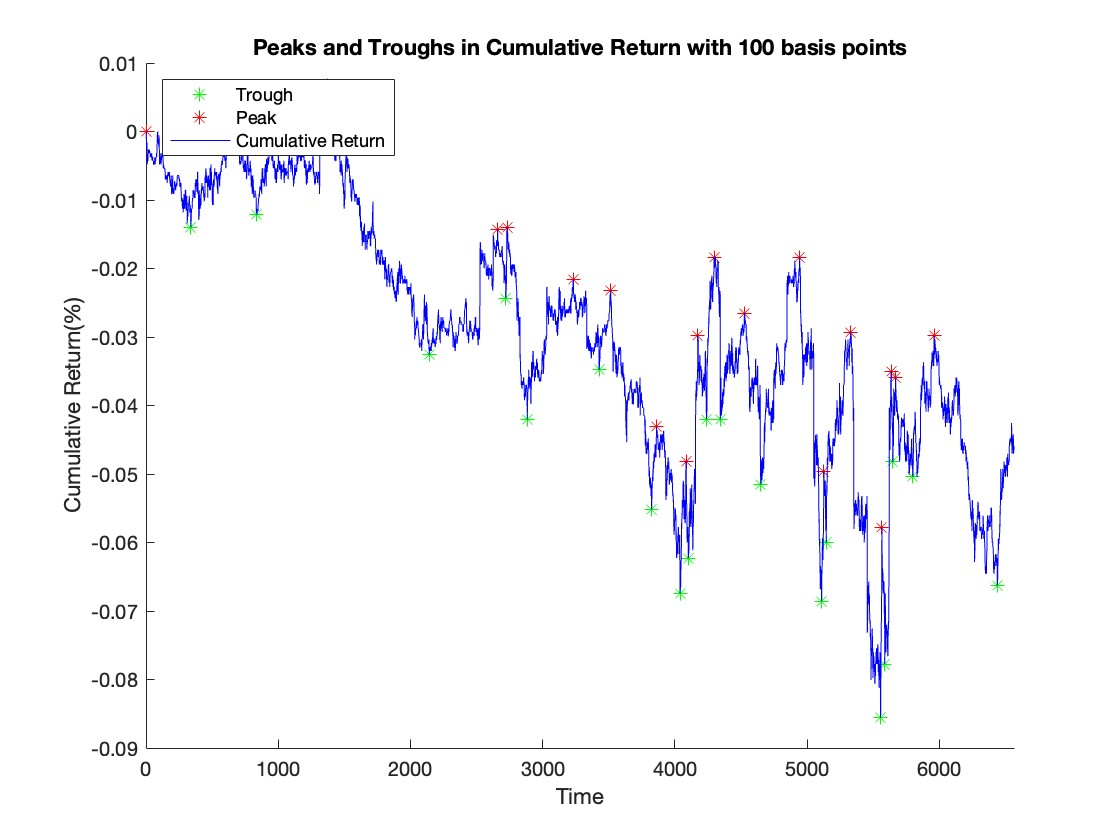 Peaks and Troughs in Cumulative Return with 100 basis points
0.01
0
-0.01
-0.02
-0.03
-0.04
-0.05
-0.06
-0.07
-0.08
-0.09
Cumulative Return(%)
Trough
Peak
Cumulative Return
0 1000 2000 3000 4000 5000 6000
Time